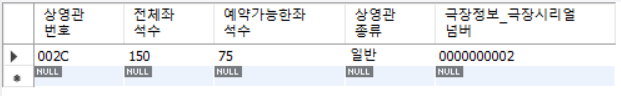 상영관 번호 전체좌석수 예약가능한좌석수 상영관 종류 극장정보_극장시리얼넘버
002C 150 75 일반 0000000002
NULL NULL NULL NULL NULL